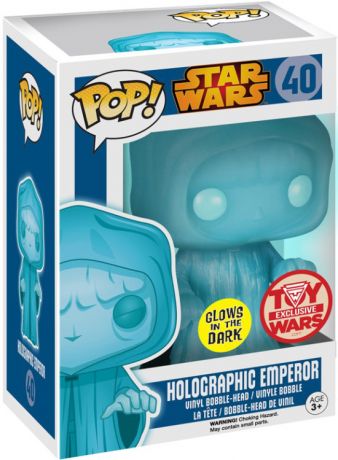 POP!
STAR
WARS
40
GLOWS
IN THE
DARK
TOY
EXCLUSIVE
WARS
HOLOGRAPHIC EMPEROR
VINYL BOBBLE-HEAD / VINYLE BOBBLE
LA TÊTE / BOBBLE-HEAD DE VINIL
WARNING! Choking Hazard.
May contain small parts.
AGE
3+
POP!
HOLOGRAPHIC EMPEROR
40